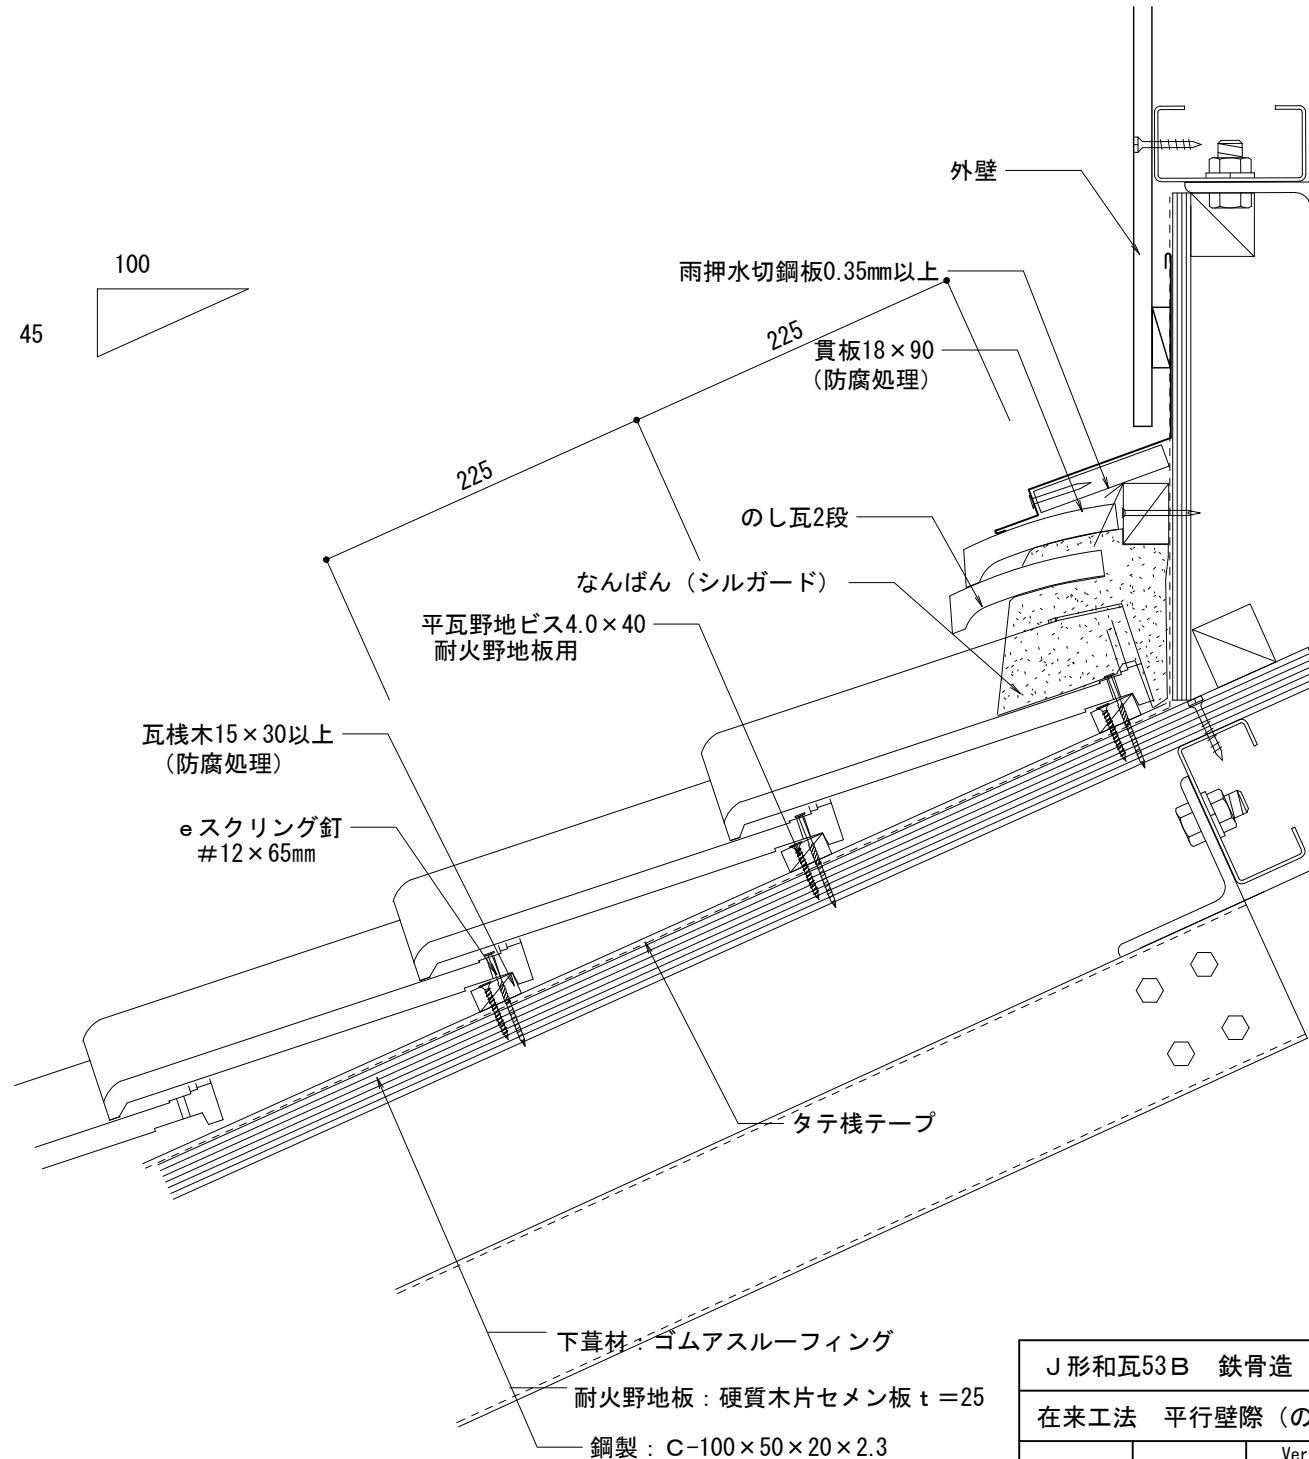 外壁
100
雨押水切鋼板0.35mm以上
45
225
貫板18×90
（防腐処理）
225
のし瓦2段
なんばん（シルガード）
平瓦野地ビス4.0×40
耐火野地板用
瓦桟木15×30以上
（防腐処理）
eスクリング釘
＃12×65mm
タテ桟テープ
下葺材：ゴムアスルーフィング
耐火野地板：硬質木片セメン板ｔ＝25
鋼製：C-100×50×20×2.3
J形和瓦53B　鉄骨造
在来工法　平行壁際（の
Ver